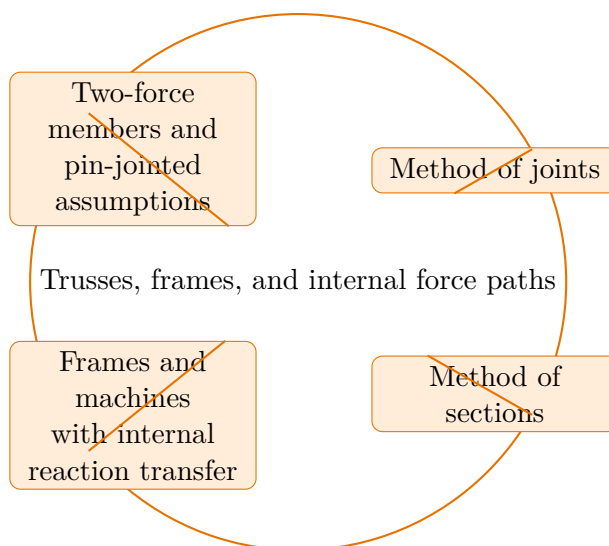 Two-force
members and
pin-jointed
assumptions
Method of joints
Trusses, frames, and internal force paths
Frames and
machines
with internal
reaction transfer
Method of
sections